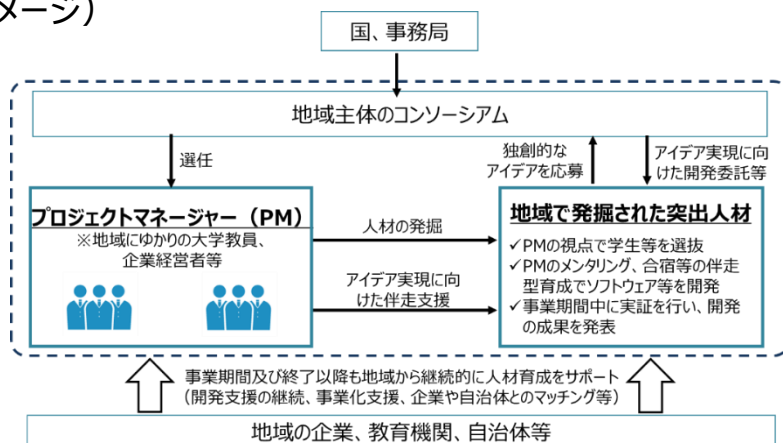 メージ）
国、事務局
地域主体のコンソーシアム
選任
独創的な
アイデアを応募
アイデア実現に向
けた開発委託等
プロジェクトマネージャー（PM）
※地域にゆかりの大学教員、
企業経営者等
人材の発掘
アイデア実現に向
けた伴走支援
地域で発掘された突出人材
✓PMの視点で学生等を選抜
✓PMのメンタリング、合宿等の伴走
型育成でソフトウェア等を開発
✓事業期間中に実証を行い、開発
の成果を発表
事業期間及び終了以降も地域から継続的に人材育成をサポート
（開発支援の継続、事業化支援、企業や自治体とのマッチング等）
地域の企業、教育機関、自治体等